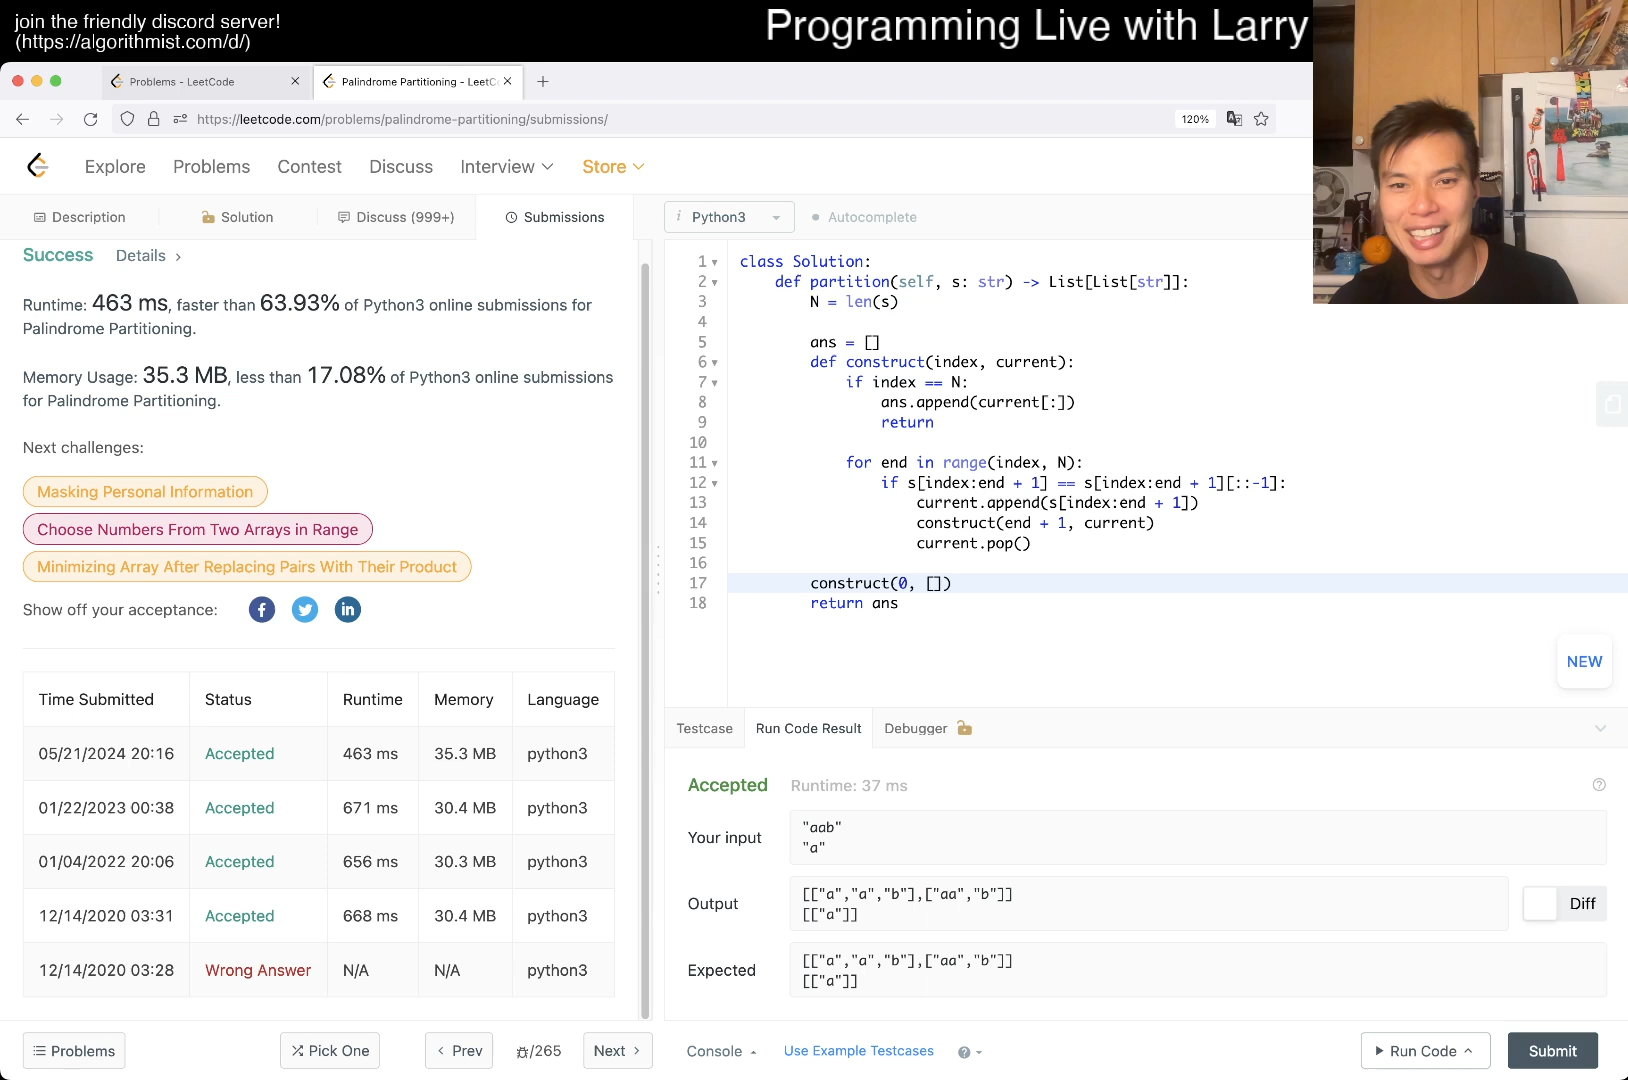 join the friendly discord server!
(https://algorithmist.com/d/)
Programming Live with Larry
Problems - LeetCode
Palindrome Partitioning - LeetC
https://leetcode.com/problems/palindrome-partitioning/submissions/
120%
Explore
Problems
Contest
Discuss
Interview
Store
Description
Solution
Discuss (999+)
Submissions
i Python3
Autocomplete
Success
Details
Runtime: 463 ms, faster than 63.93% of Python3 online submissions for
Palindrome Partitioning.
Memory Usage: 35.3 MB, less than 17.08% of Python3 online submissions
for Palindrome Partitioning.
Next challenges:
Masking Personal Information
Choose Numbers From Two Arrays in Range
Minimizing Array After Replacing Pairs With Their Product
Show off your acceptance:
Time Submitted Status Runtime Memory Language
05/21/2024 20:16 Accepted 463 ms 35.3 MB python3
01/22/2023 00:38 Accepted 671 ms 30.4 MB python3
01/04/2022 20:06 Accepted 656 ms 30.3 MB python3
12/14/2020 03:31 Accepted 668 ms 30.4 MB python3
12/14/2020 03:28 Wrong Answer N/A N/A python3
1 class Solution:
2 def partition(self, s: str) -> List[List[str]]:
3 N = len(s)
4
5 ans = []
6 def construct(index, current):
7 if index == N:
8 ans.append(current[:])
9 return
10
11 for end in range(index, N):
12 if s[index:end + 1] == s[index:end + 1][::-1]:
13 current.append(s[index:end + 1])
14 construct(end + 1, current)
15 current.pop()
16
17 construct(0, [])
18 return ans
NEW
Testcase
Run Code Result
Debugger
Accepted
Runtime: 37 ms
Your input
"aab"
"a"
Output
[["a","a","b"],["aa","b"]]
[["a"]]
Diff
Expected
[["a","a","b"],["aa","b"]]
[["a"]]
Problems
Pick One
Prev
/265
Next
Console
Use Example Testcases
Run Code
Submit